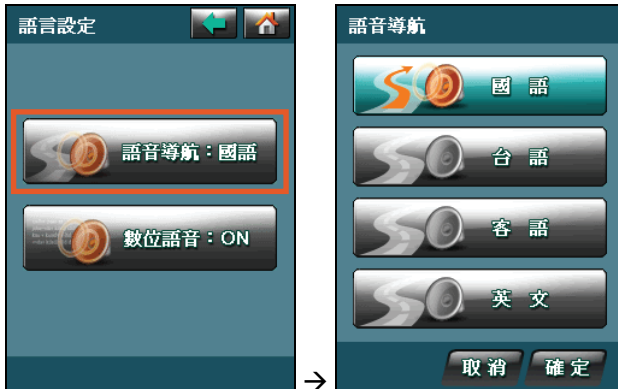 語言設定
語音導航：國語
數位語音：ON
→
語音導航
國 語
台 語
客 語
英 文
取 消 確 定